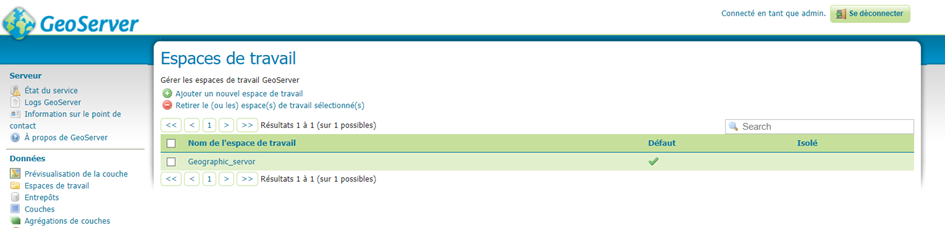 GeoServer
Connecté en tant que admin.
Se déconnecter
Serveur
État du service
Logs GeoServer
Information sur le point de
contact
À propos de GeoServer
Données
Prévisualisation de la couche
Espaces de travail
Entrepôts
Couches
Agrégations de couches
Espaces de travail
Gérer les espaces de travail GeoServer
Ajouter un nouvel espace de travail
Retirer le (ou les) espace(s) de travail sélectionné(s)
<< < 1 > >> Résultats 1 à 1 (sur 1 possibles)
Search
Nom de l'espace de travail Défaut Isolé
Geographic_servor
<< < 1 > >> Résultats 1 à 1 (sur 1 possibles)